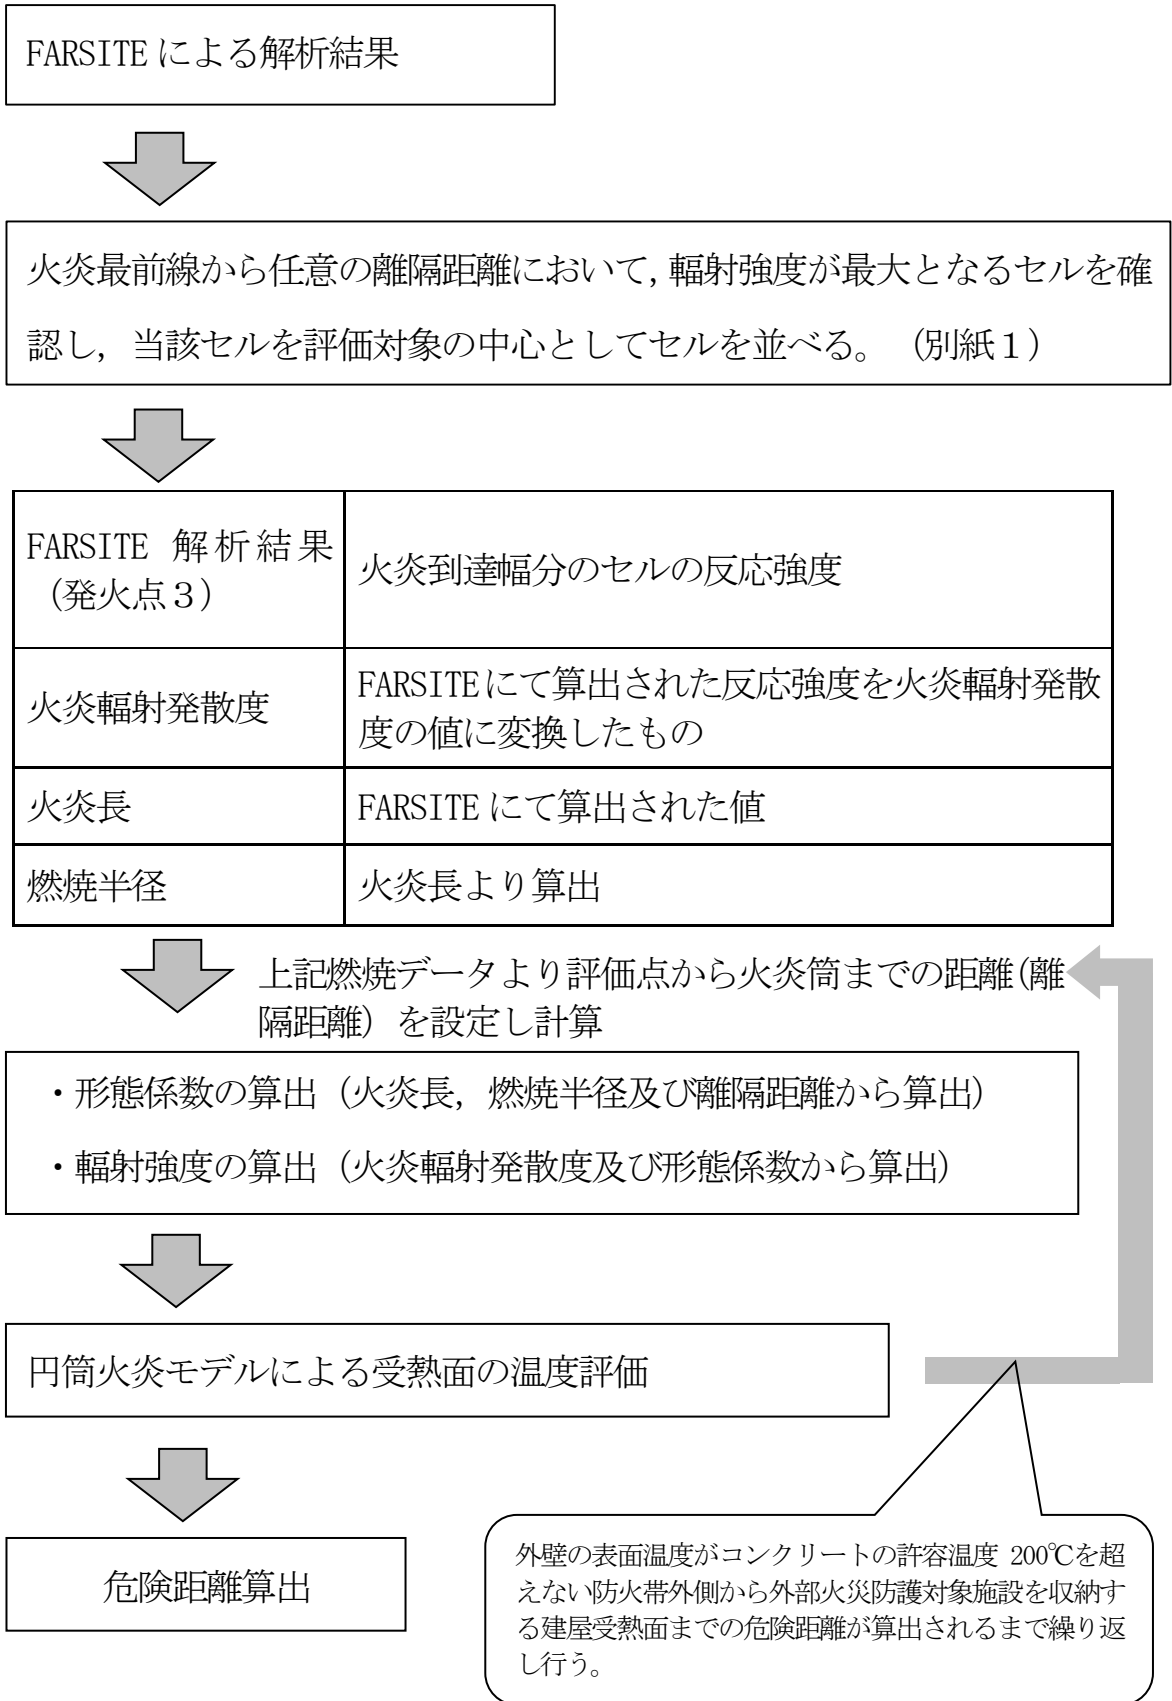 FARSITE による解析結果
火炎最前線から任意の離隔距離において，輻射強度が最大となるセルを確
認し，当該セルを評価対象の中心としてセルを並べる。（別紙１）
FARSITE 解析結果
（発火点３）
火炎到達幅分のセルの反応強度
火炎輻射発散度
FARSITEにて算出された反応強度を火炎輻射発散
度の値に変換したもの
火炎長
FARSITE にて算出された値
燃焼半径
火炎長より算出
上記燃焼データより評価点から火炎筒までの距離(離
隔距離）を設定し計算
・形態係数の算出（火炎長，燃焼半径及び離隔距離から算出）
・輻射強度の算出（火炎輻射発散度及び形態係数から算出）
円筒火炎モデルによる受熱面の温度評価
危険距離算出
外壁の表面温度がコンクリートの許容温度 200℃を超
えない防火帯外側から外部火災防護対象施設を収納す
る建屋受熱面までの危険距離が算出されるまで繰り返
し行う。